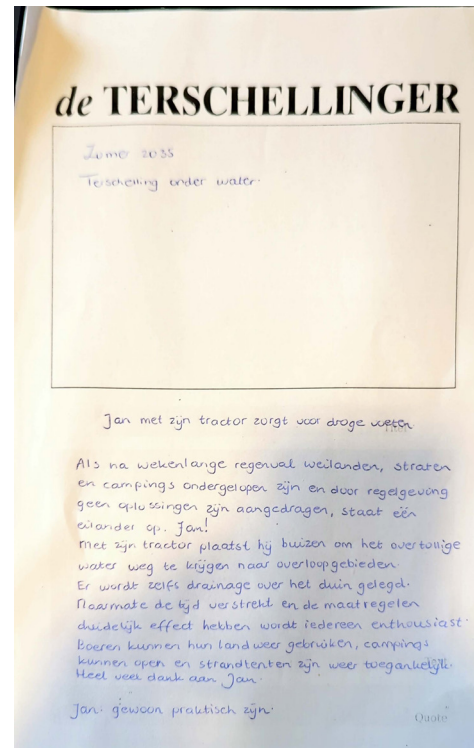 de TERSCHELLINGER
Zomer 2035
Terschelling onder water.
Jan met zijn tractor zorgt voor droge voeten
Als na wekenlange regenval weilanden, straten
en campings ondergelopen zijn en door regelgeving
geen oplossingen zijn aangedragen, staat één
eilander op. Jan!
Met zijn tractor plaatst hij buizen om het overtollige
water weg te krijgen naar overloopgebieden.
Er wordt zelfs drainage over het duin gelegd.
Naarmate de tijd verstrekt en de maatregelen
duidelijk effect hebben wordt iedereen enthousiast.
Boeren kunnen hun land weer gebruiken, campings
kunnen open en strandtenten zijn weer toegankelijk.
Heel veel dank aan Jan.
Jan: gewoon praktisch zijn.
Quote